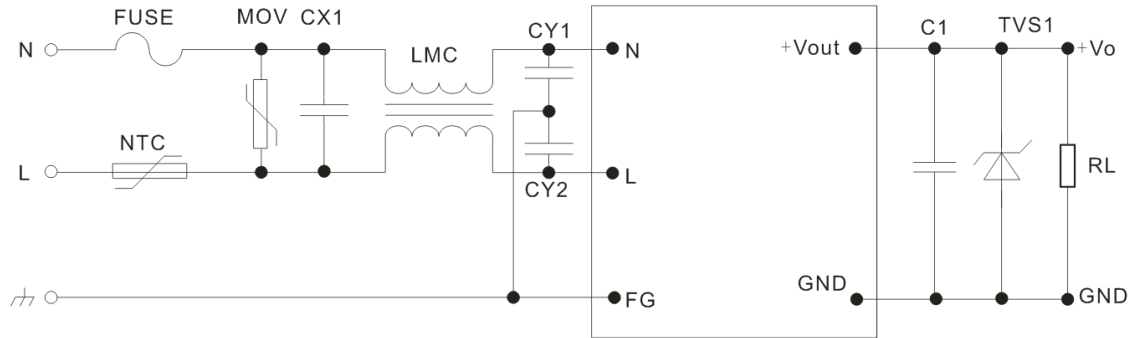 FUSE
MOV
CX1
N
LMC
CY1
N
+Vout
C1
TVS1
+Vo
NTC
L
CY2
L
RL
FG
GND
GND